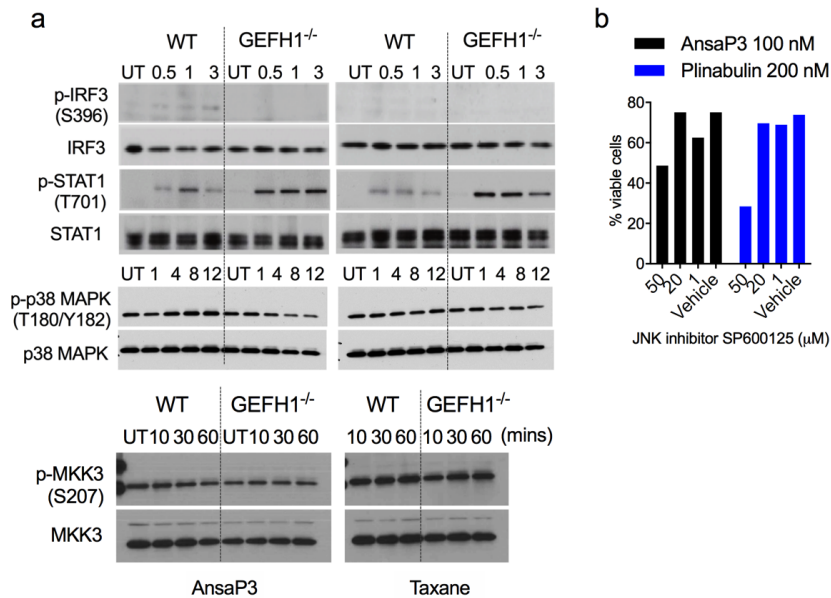 a
WT GEFH1-/- WT GEFH1-/-
UT 0.5 1 3 UT 0.5 1 3 UT 0.5 1 3 UT 0.5 1 3
p-IRF3
(S396)
IRF3
p-STAT1
(T701)
STAT1
UT 1 4 8 12 UT 1 4 8 12 UT 1 4 8 12 UT 1 4 8 12
p-p38 MAPK
(T180/Y182)
p38 MAPK
WT GEFH1-/- WT GEFH1-/-
UT 10 30 60 UT 10 30 60 10 30 60 10 30 60 (mins)
p-MKK3
(S207)
MKK3
AnsaP3 Taxane
b
AnsaP3 100 nM
Plinabulin 200 nM
% viable cells
80
60
40
20
0
50 20 1 Vehicle 50 20 1 Vehicle
JNK inhibitor SP600125 (μM)